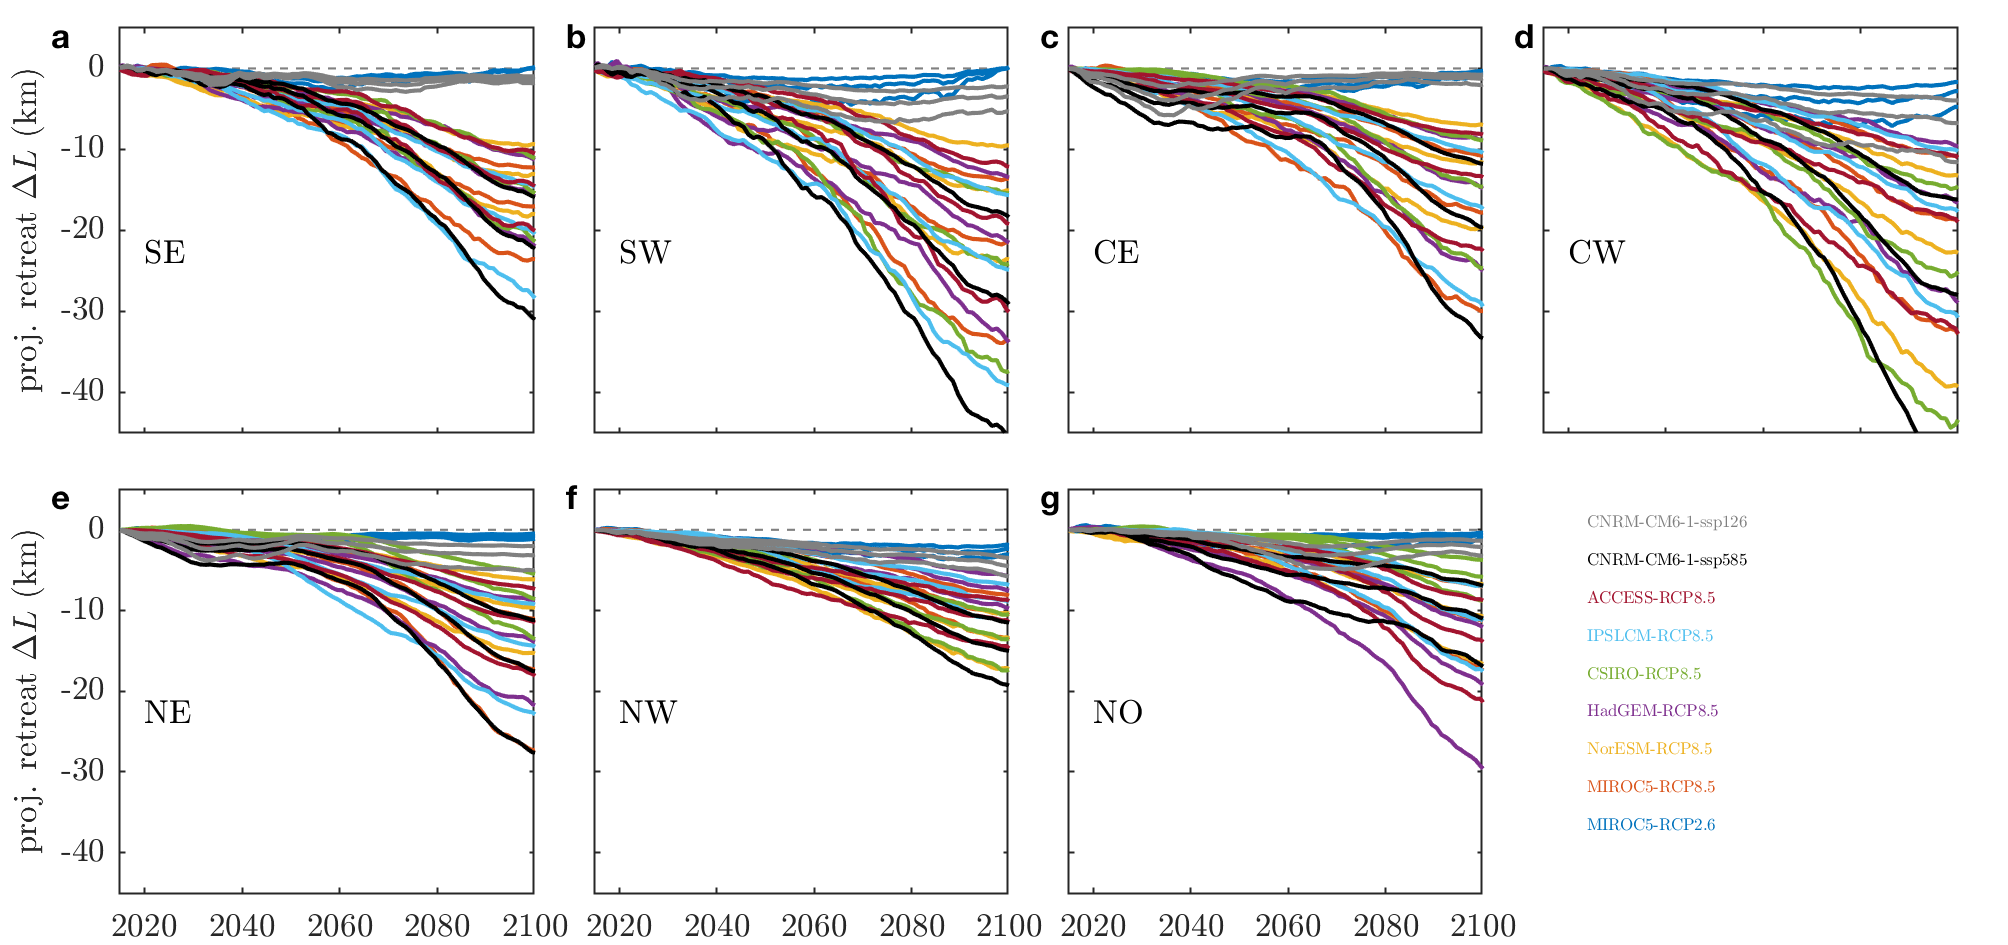 a
b
c
d
proj. retreat ΔL (km)
0
-10
-20
-30
-40
SE
SW
CE
CW
e
f
g
proj. retreat ΔL (km)
0
-10
-20
-30
-40
NE
NW
NO
2020 2040 2060 2080 2100
2020 2040 2060 2080 2100
2020 2040 2060 2080 2100
CNRM-CM6-1-ssp126
CNRM-CM6-1-ssp585
ACCESS-RCP8.5
IPSLCM-RCP8.5
CSIRO-RCP8.5
HadGEM-RCP8.5
NorESM-RCP8.5
MIROC5-RCP8.5
MIROC5-RCP2.6